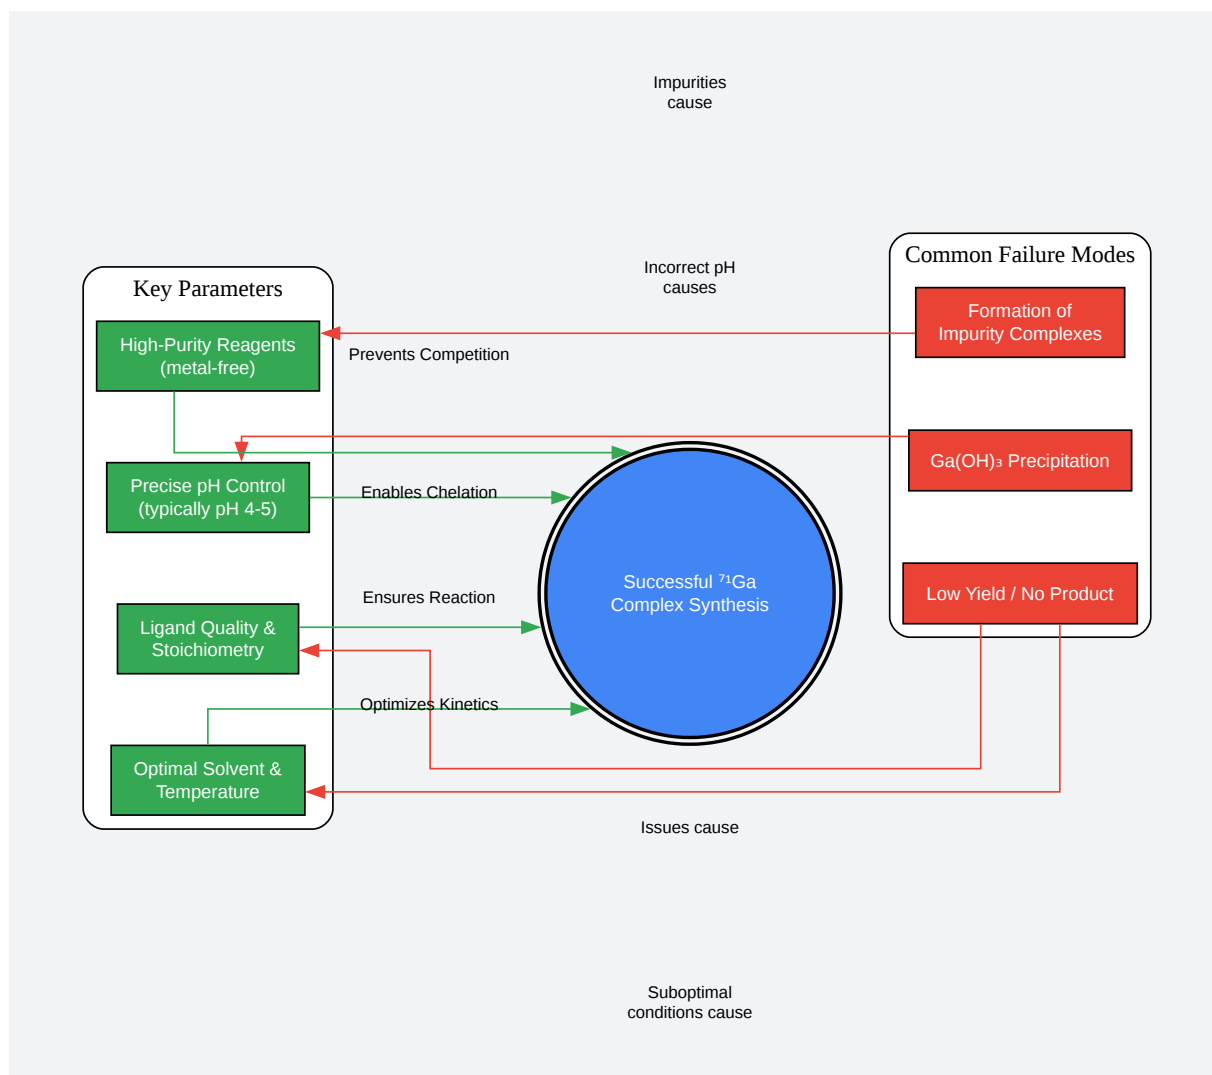 Impurities
cause
Incorrect pH
causes
Key Parameters
High-Purity Reagents
(metal-free)
Precise pH Control
(typically pH 4-5)
Ligand Quality &
Stoichiometry
Optimal Solvent &
Temperature
Prevents Competition
Enables Chelation
Ensures Reaction
Optimizes Kinetics
Successful ⁷¹Ga
Complex Synthesis
Common Failure Modes
Formation of
Impurity Complexes
Ga(OH)₃ Precipitation
Low Yield / No Product
Issues cause
Suboptimal
conditions cause